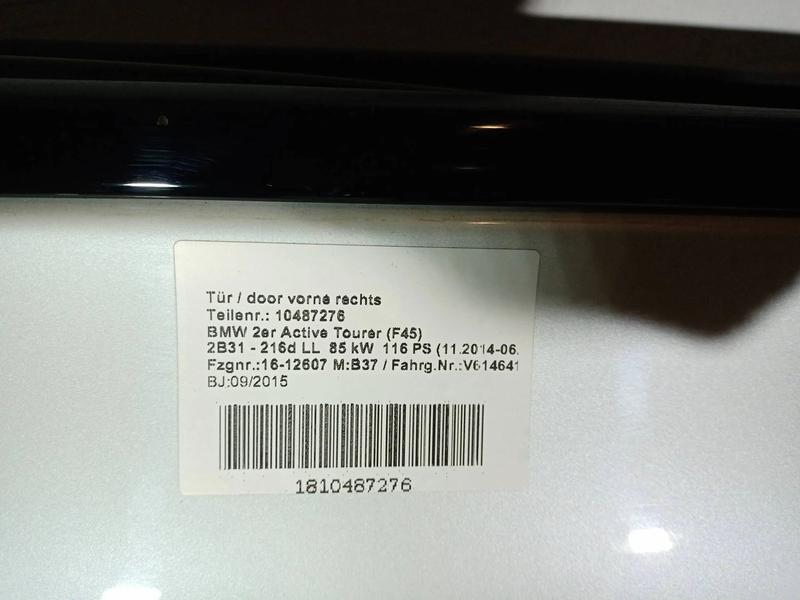 Tür / door vorne rechts
Teilenr.: 10487276
BMW 2er Active Tourer (F45)
2B31 - 216d LL 85 kW 116 PS (11.2014-06.
Fzgnr.:16-12607 M:B37 / Fahrg.Nr.:V614641
BJ:09/2015
1810487276